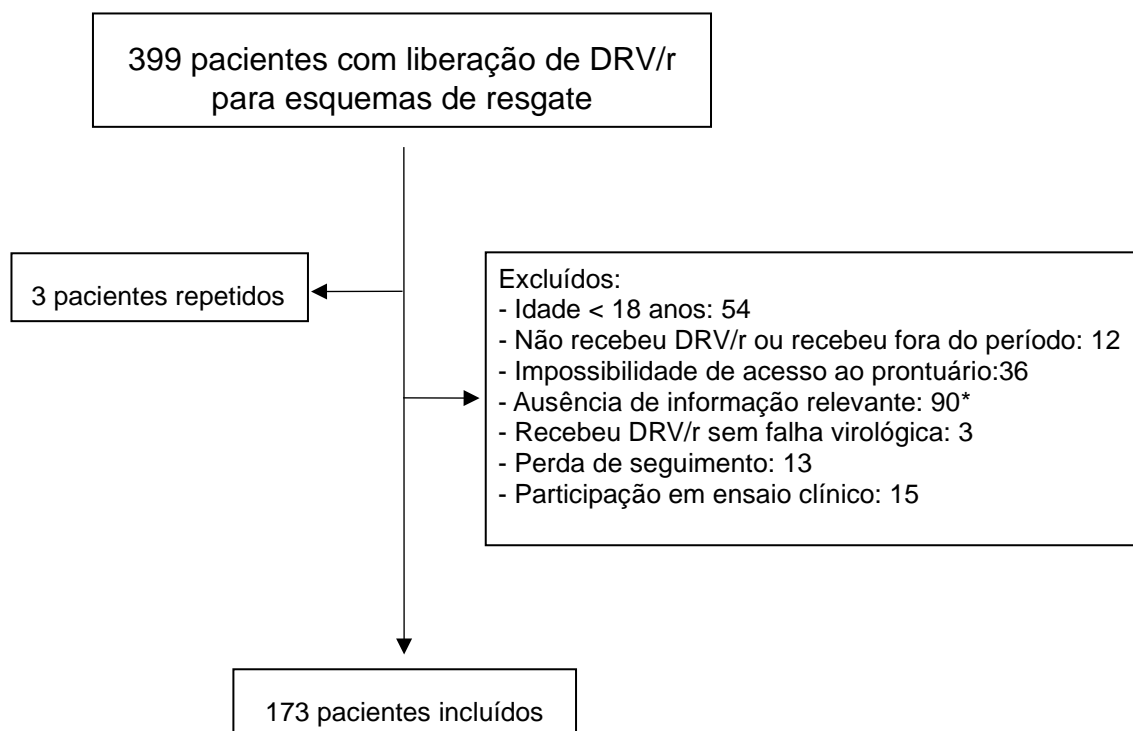 399 pacientes com liberação de DRV/r
para esquemas de resgate
3 pacientes repetidos
Excluídos:
- Idade < 18 anos: 54
- Não recebeu DRV/r ou recebeu fora do período: 12
- Impossibilidade de acesso ao prontuário:36
- Ausência de informação relevante: 90*
- Recebeu DRV/r sem falha virológica: 3
- Perda de seguimento: 13
- Participação em ensaio clínico: 15
173 pacientes incluídos